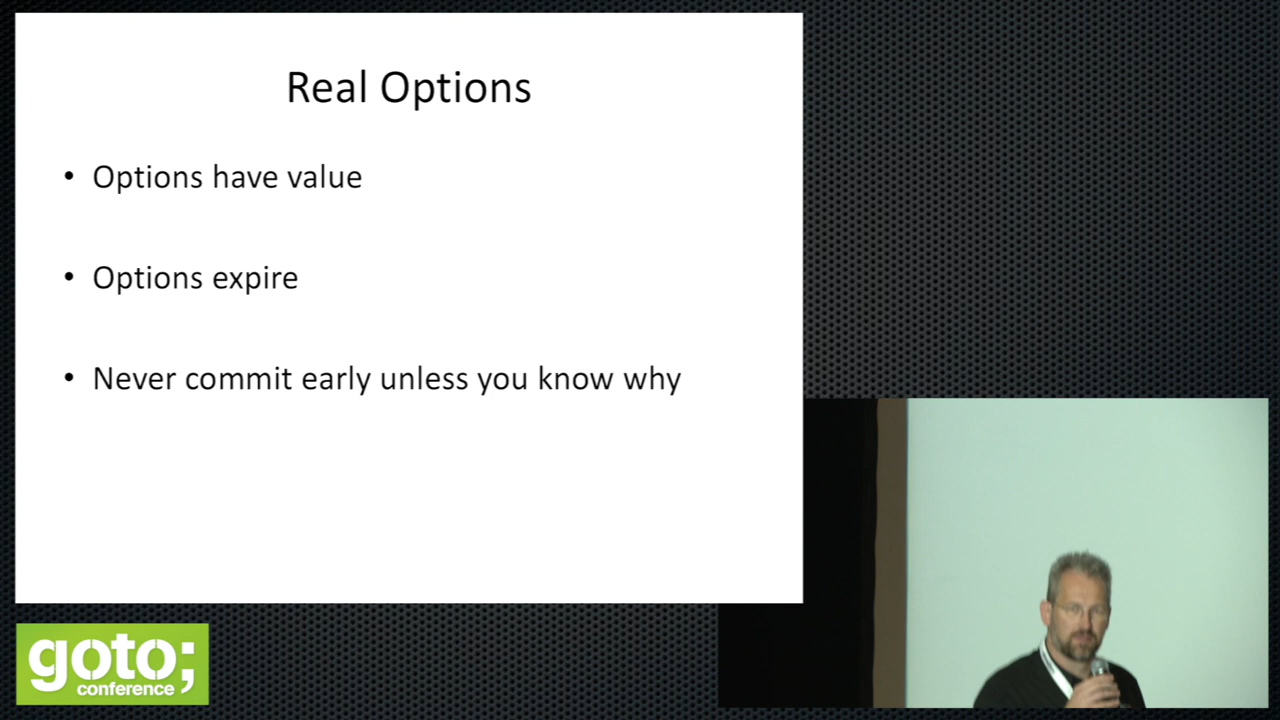 Real Options
• Options have value
• Options expire
• Never commit early unless you know why
goto;
conference